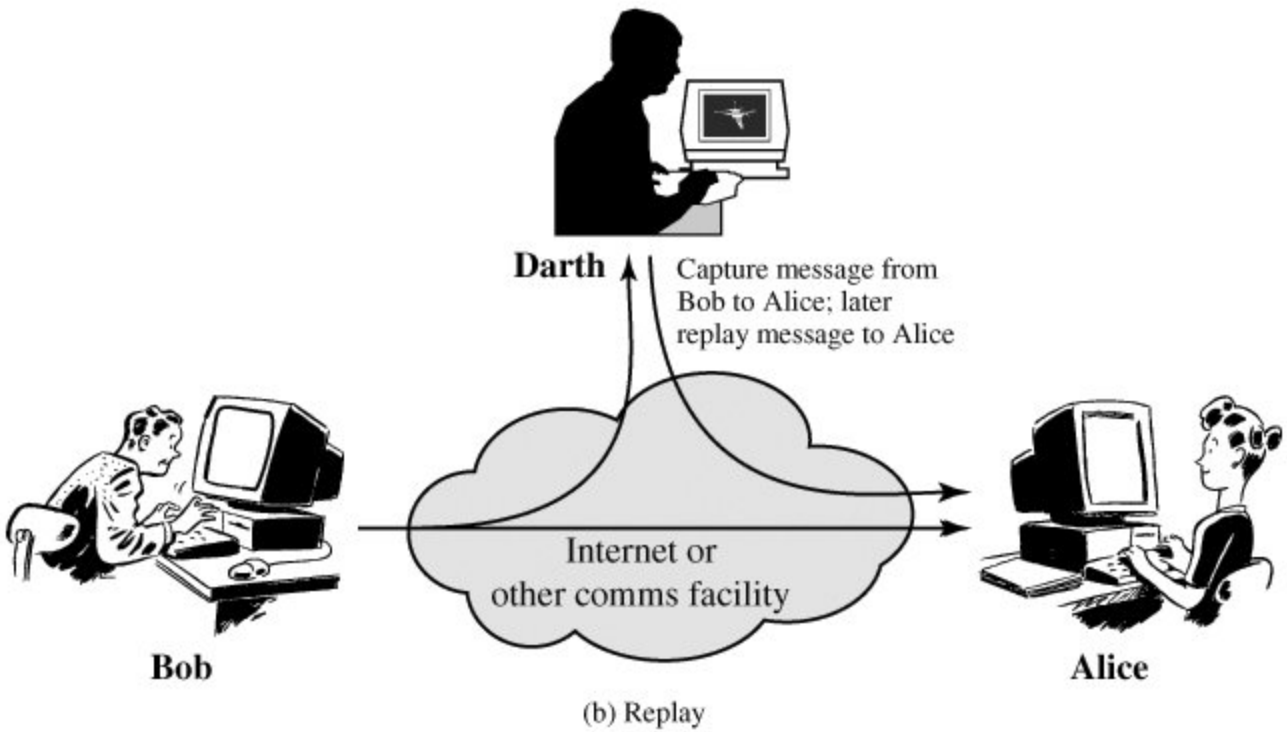 Darth
Capture message from
Bob to Alice; later
replay message to Alice
Internet or
other comms facility
Bob
Alice
(b) Replay